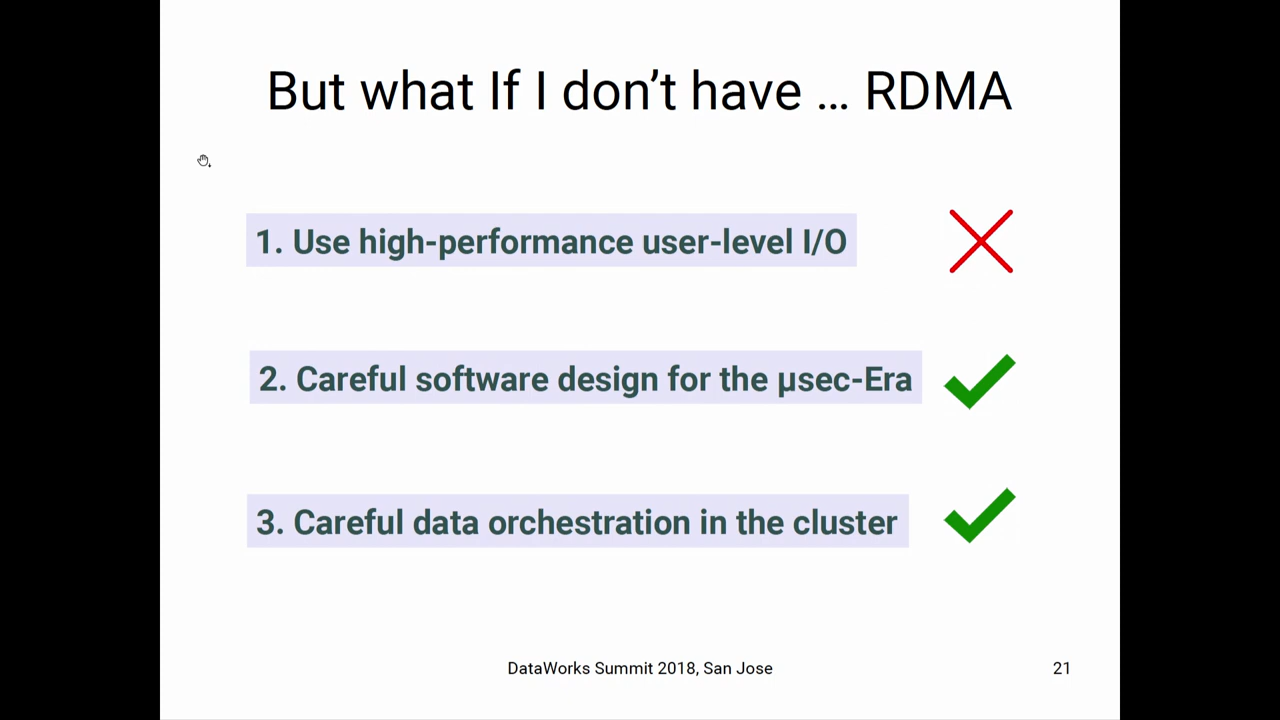 But what If I don’t have … RDMA
1. Use high-performance user-level I/O
2. Careful software design for the μsec-Era
3. Careful data orchestration in the cluster
DataWorks Summit 2018, San Jose
21